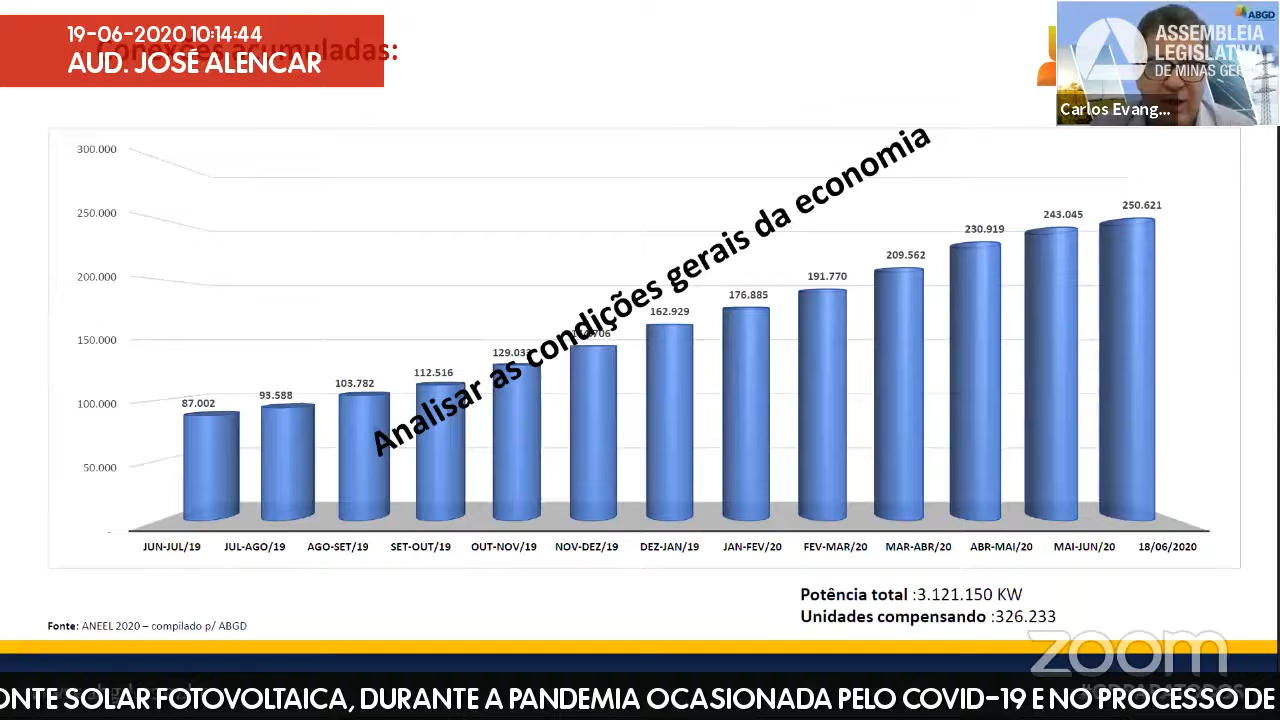 19-06-2020 10:14:44
AUD. JOSÉ ALENCAR
Conexões acumuladas:
ABGD
ASSEMBLEIA
LEGISLATIVA
DE MINAS GERAIS
Carlos Evang...
Analisar as condições gerais da economia
300.000
250.000
200.000
150.000
100.000
50.000
-
87.002
93.588
103.782
112.516
129.03
706
162.929
176.885
191.770
209.562
230.919
243.045
250.621
JUN-JUL/19
JUL-AGO/19
AGO-SET/19
SET-OUT/19
OUT-NOV/19
NOV-DEZ/19
DEZ-JAN/19
JAN-FEV/20
FEV-MAR/20
MAR-ABR/20
ABR-MAI/20
MAI-JUN/20
18/06/2020
Potência total :3.121.150 KW
Unidades compensando :326.233
Fonte: ANEEL 2020 – compilado p/ ABGD
zoom
ONTE SOLAR FOTOVOLTAICA, DURANTE A PANDEMIA OCASIONADA PELO COVID-19 E NO PROCESSO DE